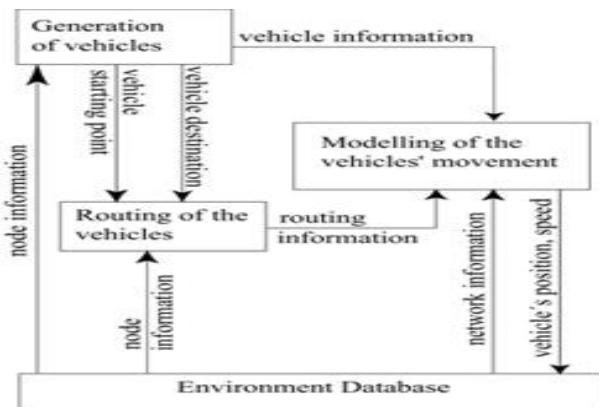 Generation
of vehicles
vehicle information
vehicle
starting point
vehicle destination
Modelling of the
vehicles' movement
node information
Routing of the
vehicles
routing
information
node
information
network information
vehicle´s position, speed
Environment Database